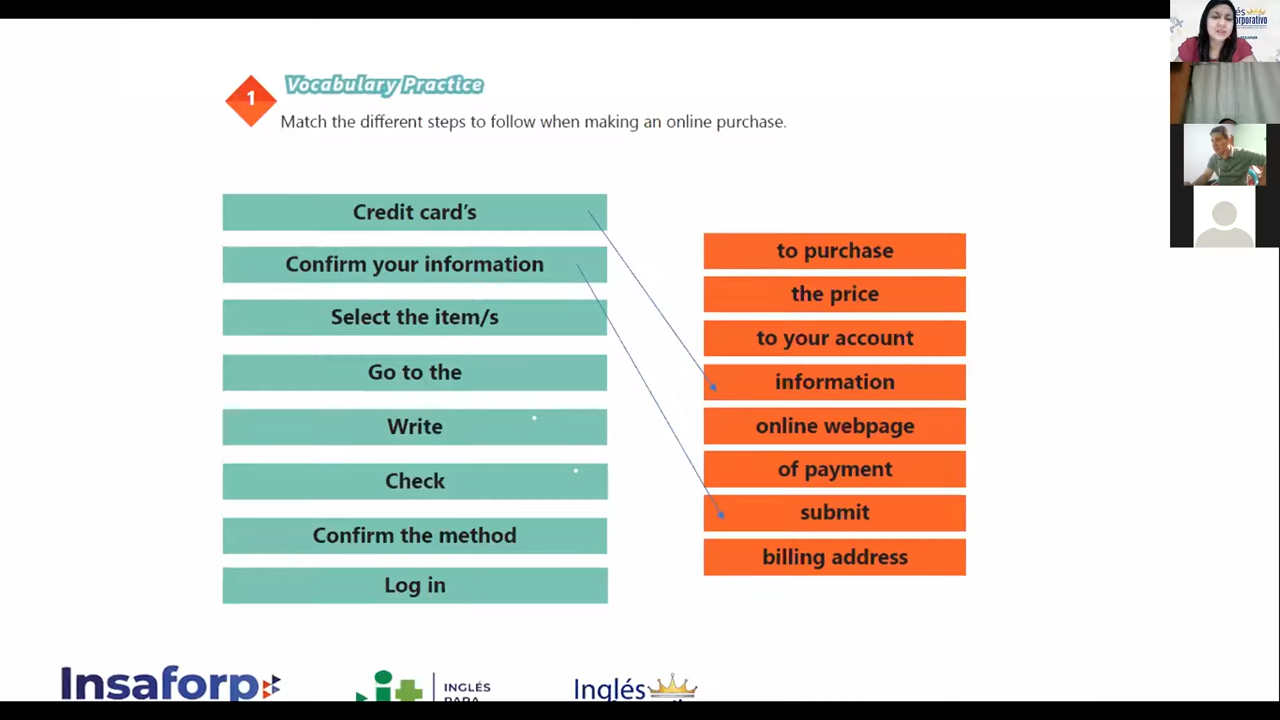 Vocabulary Practice
1
Match the different steps to follow when making an online purchase.
Credit card's
Confirm your information
Select the item/s
Go to the
Write
Check
Confirm the method
Log in
to purchase
the price
to your account
information
online webpage
of payment
submit
billing address
Insaforp
INGLÉS
PARA
Inglés